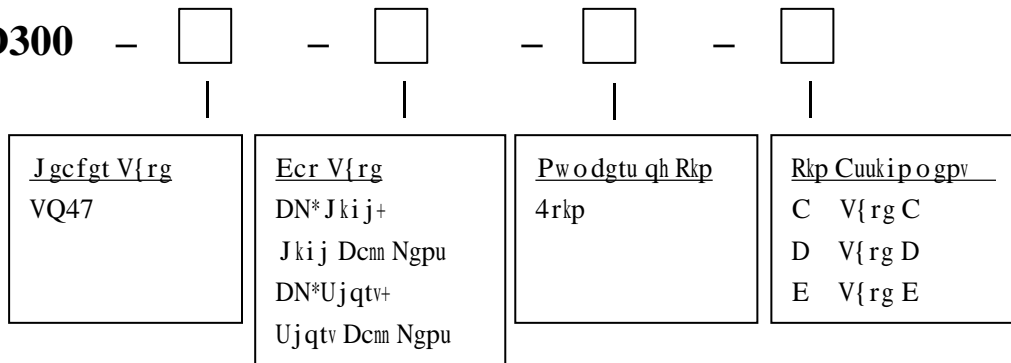 300 – – – –
Jgcfgt V{rg
VQ47
Ecr V{rg
DN*Jkij+
Jkij Dcnn Ngpu
DN*Ujqtv+
Ujqtv Dcnn Ngpu
Pwodgtu qh Rkp
4rkp
Rkp Cuukipogpv
C V{rg C
D V{rg D
E V{rg E